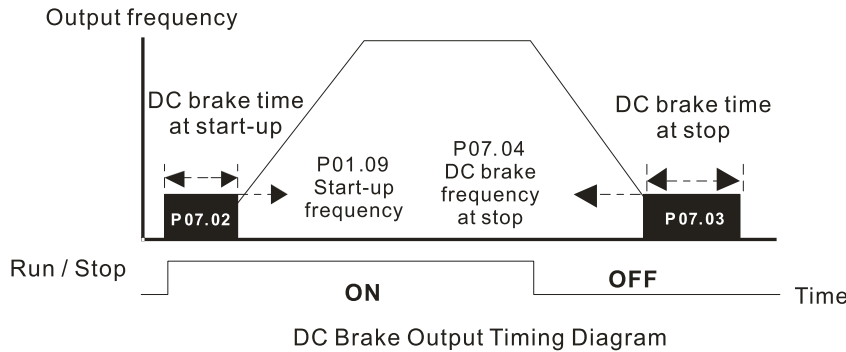 Output frequency
DC brake time
at start-up
DC brake time
at stop
P01.09
Start-up
frequency
P07.04
DC brake
frequency
at stop
P07.02
P07.03
Run / Stop
ON
OFF
Time
DC Brake Output Timing Diagram